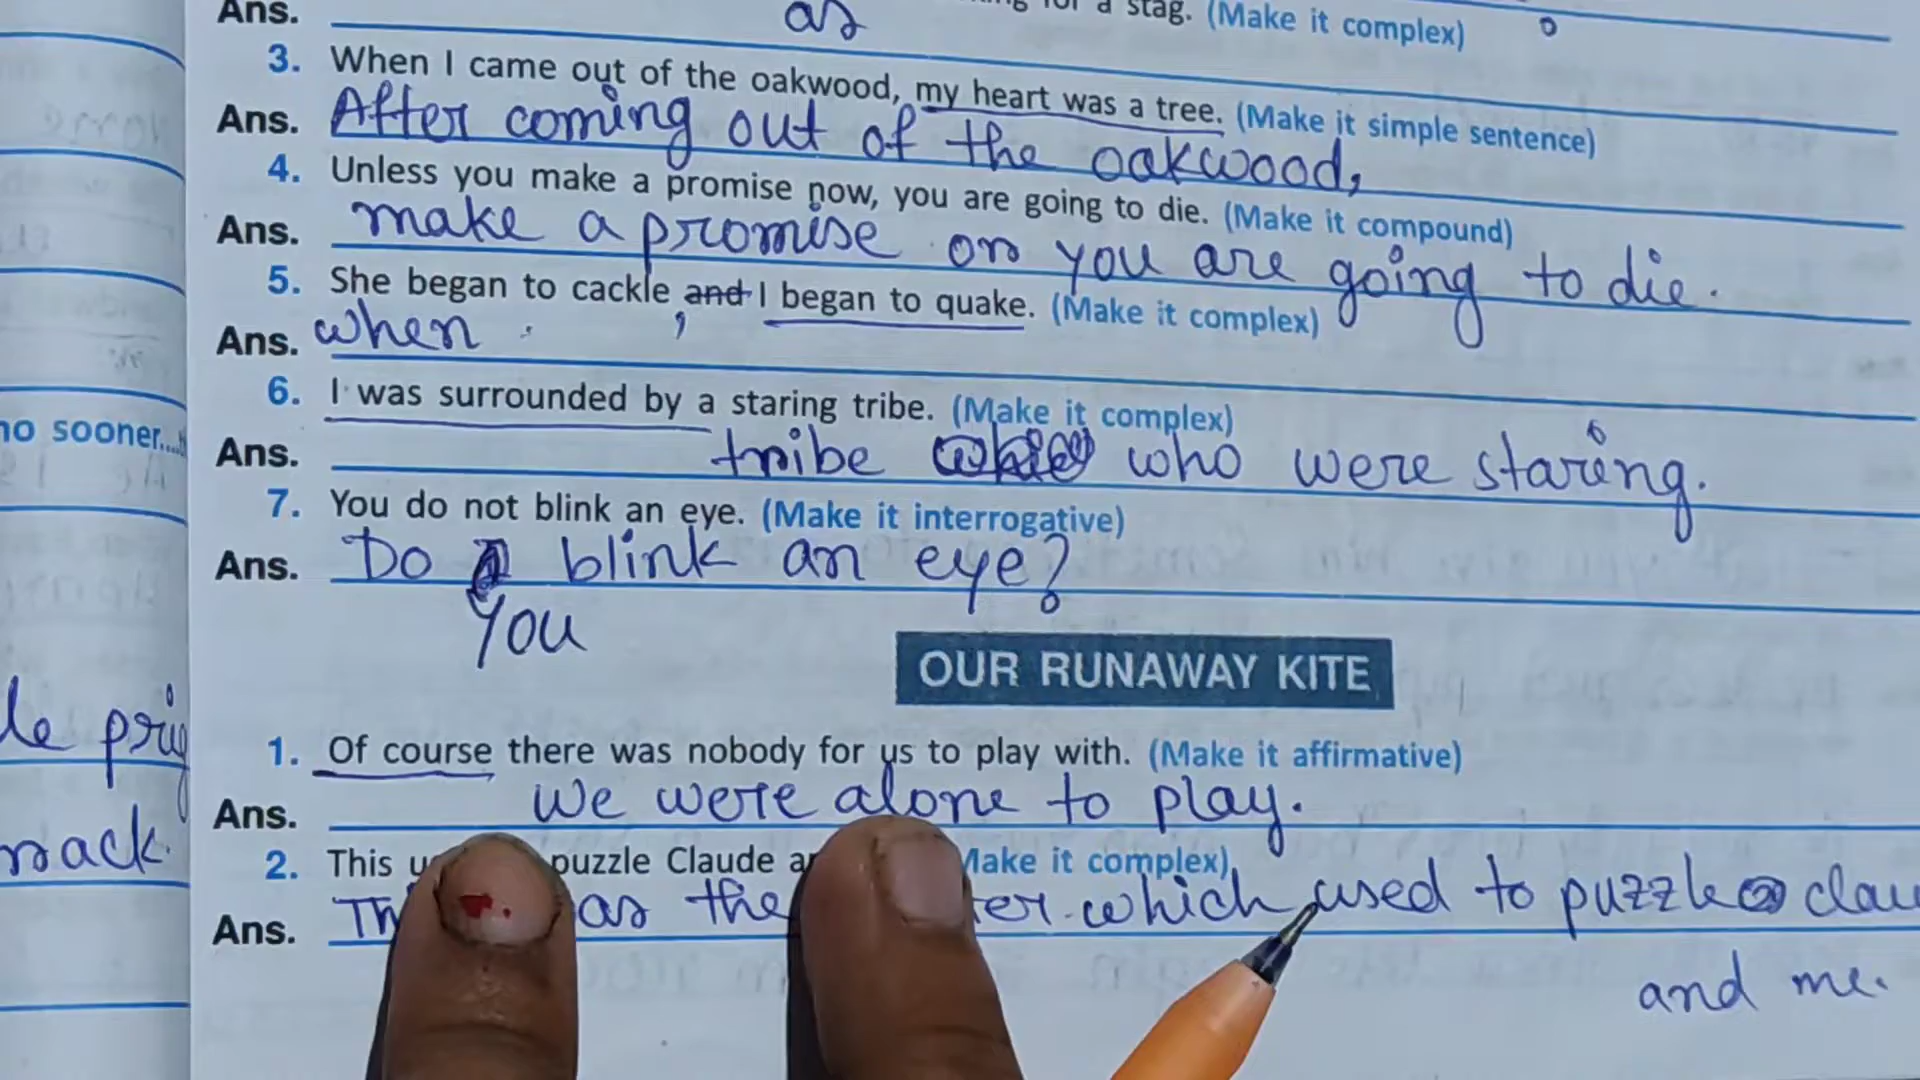 Ans.
as
for a stag. (Make it complex)
3. When I came out of the oakwood, my heart was a tree. (Make it simple sentence)
Ans. After coming out of the oakwood,
4. Unless you make a promise now, you are going to die. (Make it compound)
Ans. make a promise or you are going to die.
5. She began to cackle and I began to quake. (Make it complex)
Ans. when ,
6. I was surrounded by a staring tribe. (Make it complex)
Ans. tribe who were staring.
7. You do not blink an eye. (Make it interrogative)
Ans. Do blink an eye?
You
OUR RUNAWAY KITE
1. Of course there was nobody for us to play with. (Make it affirmative)
Ans. We were alone to play.
2. This puzzle Claude (Make it complex)
Ans. as the which used to puzzle clau
and me.
no sooner...
le
rack.